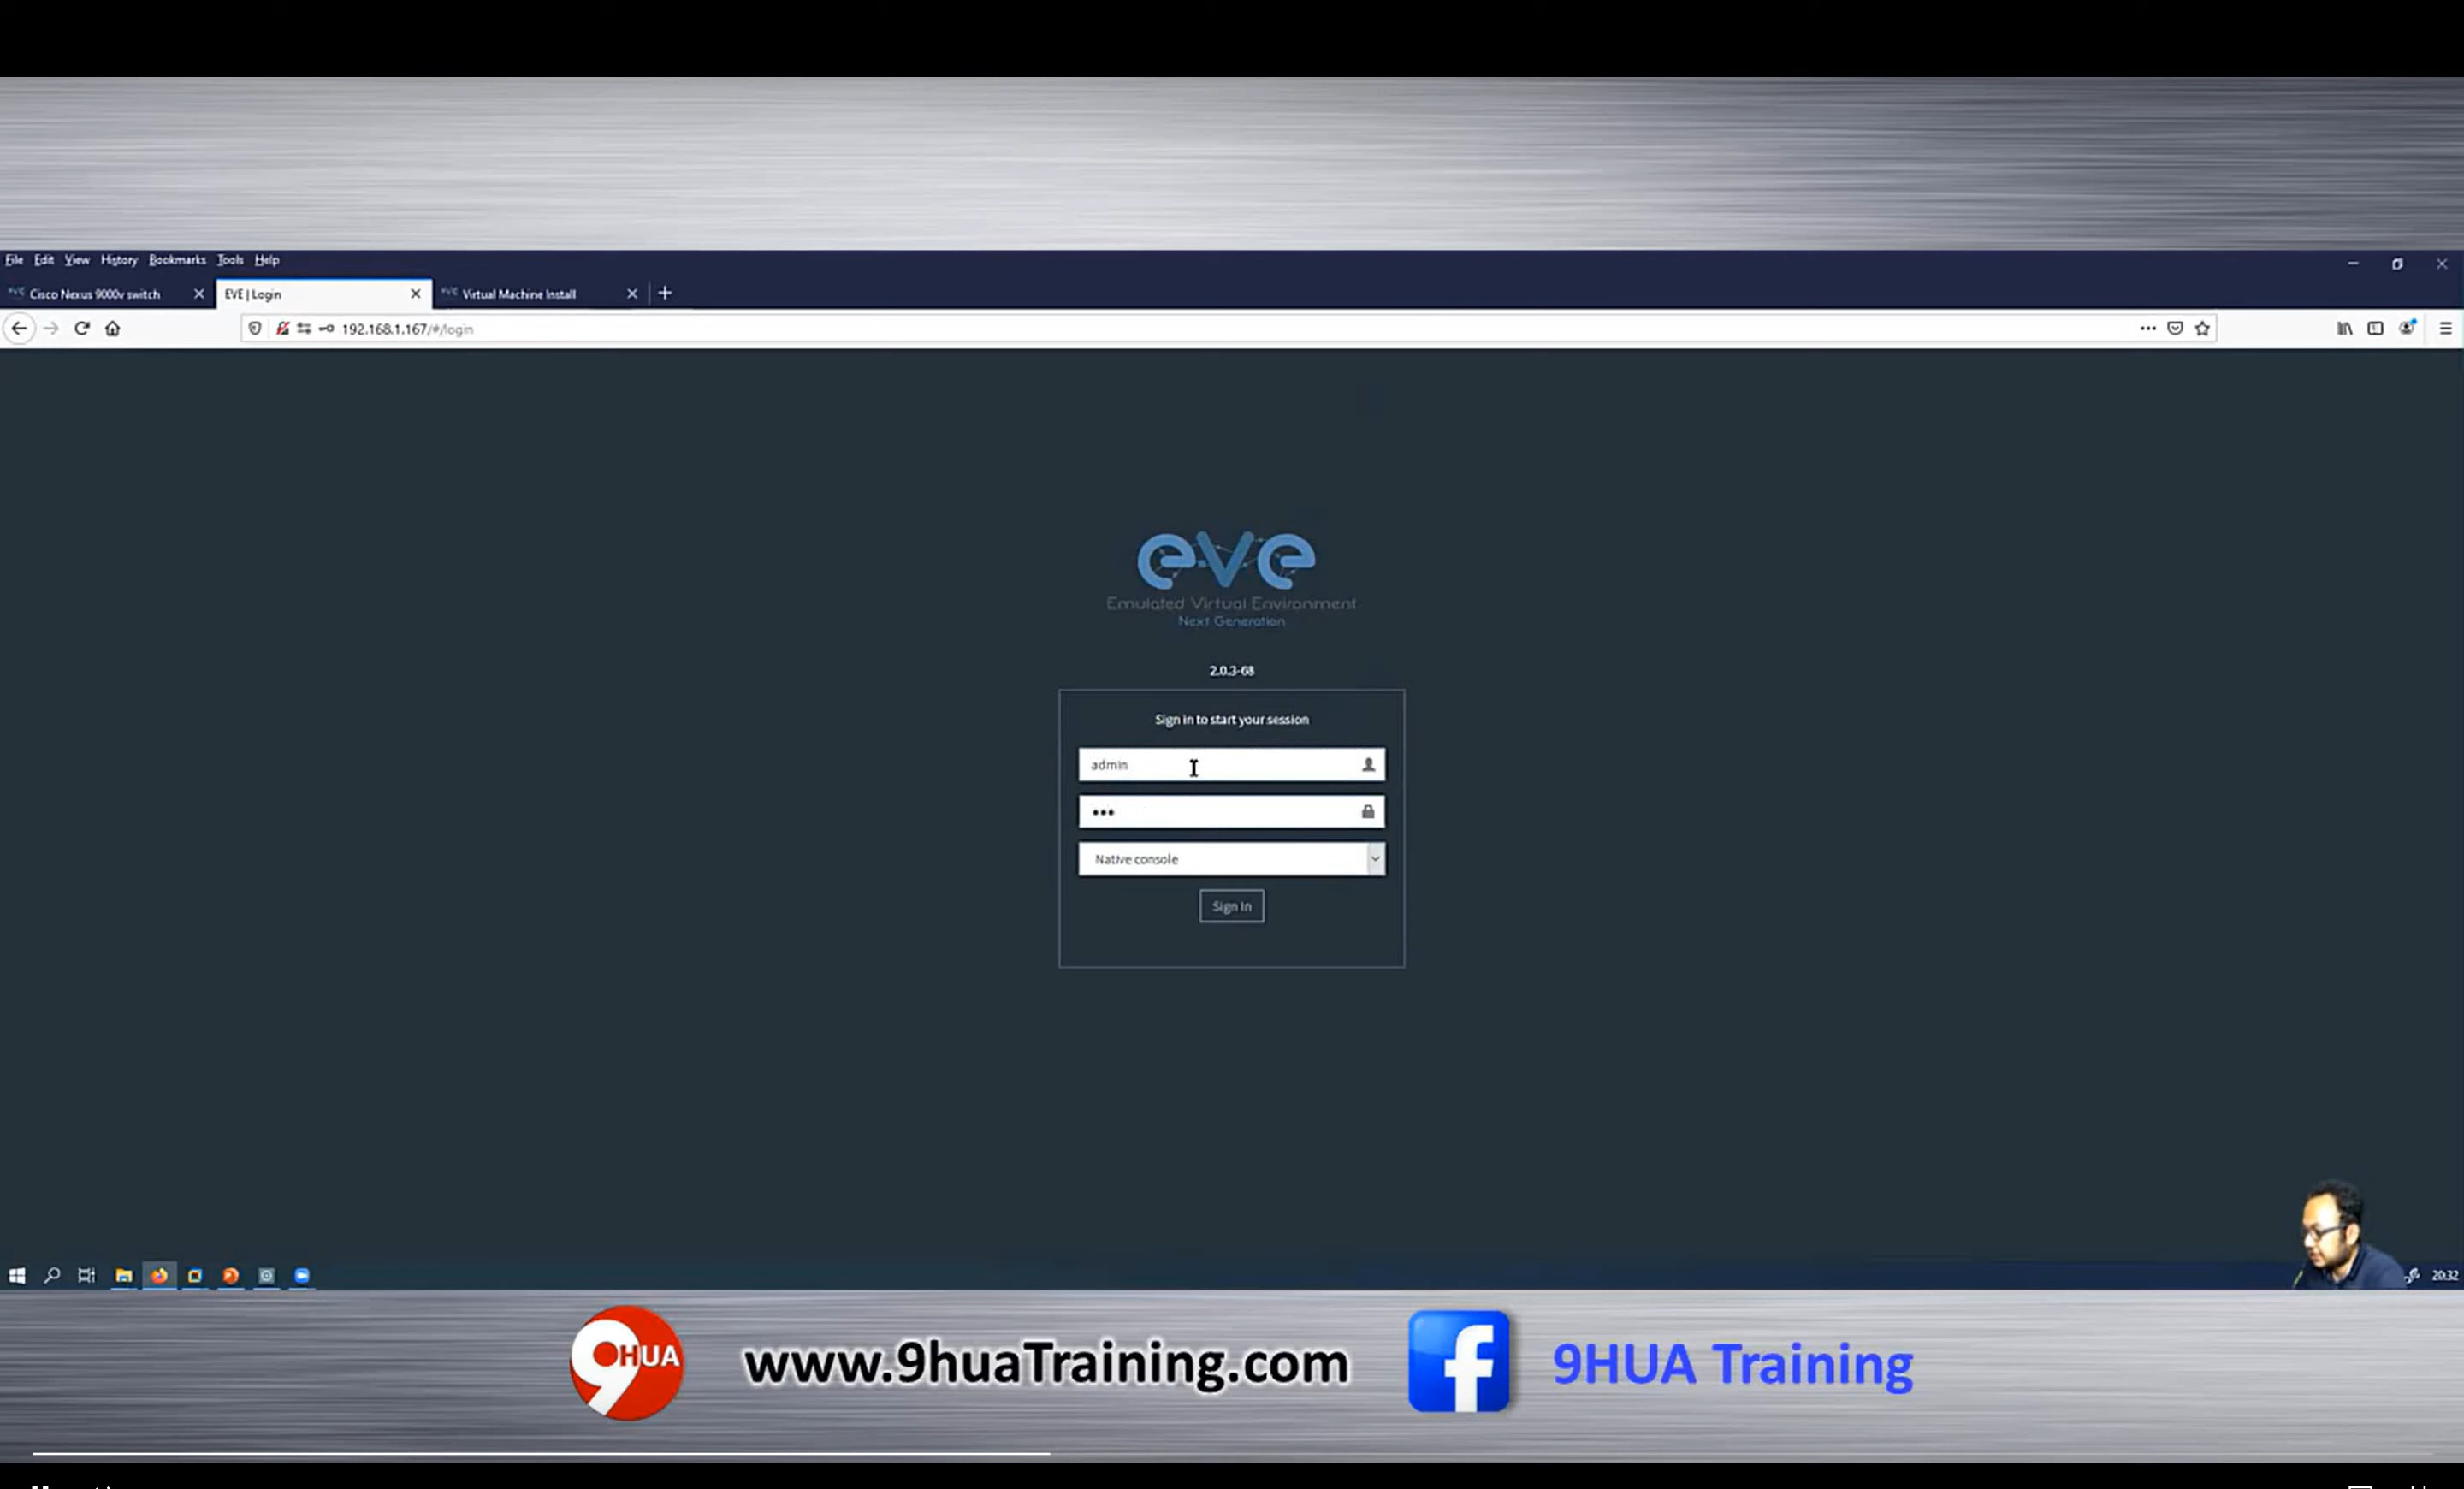 File Edit View History Bookmarks Tools Help
Cisco Nexus 9000v switch
EVE | Login
Virtual Machine Install
192.168.1.167/#/login
eve
Emulated Virtual Environment
Next Generation
2.0.3-68
Sign in to start your session
admin
Native console
Sign In
20:32
9HUA
www.9huaTraining.com
f
9HUA Training